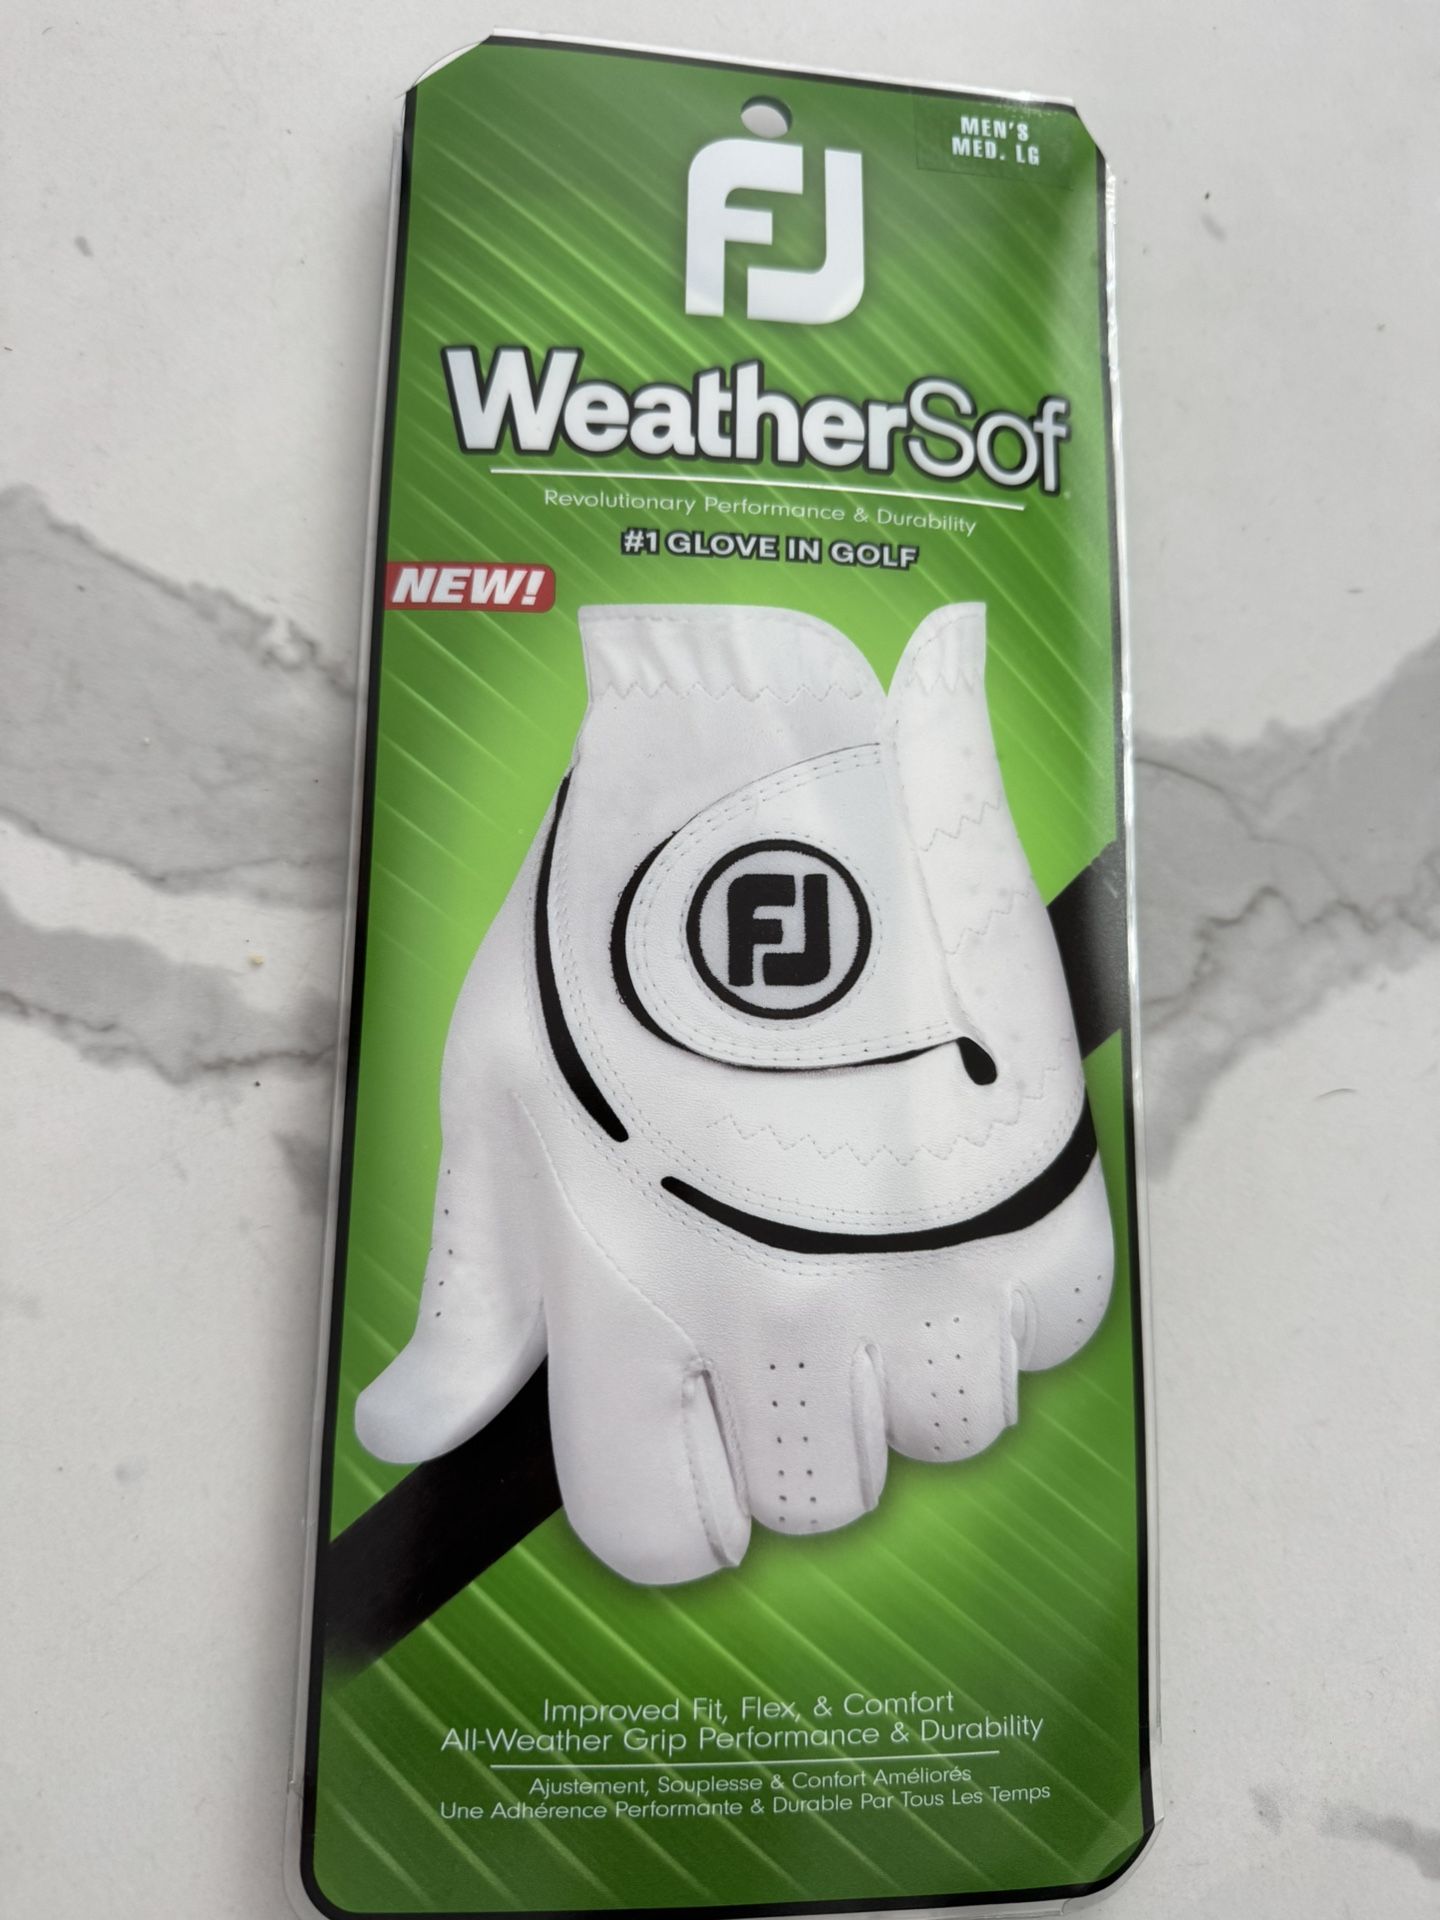 MEN'S
MED. LG
FJ
WeatherSof
Revolutionary Performance & Durability
#1 GLOVE IN GOLF
NEW!
FJ
Improved Fit, Flex, & Comfort
All-Weather Grip Performance & Durability
Ajustement, Souplesse & Confort Améliorés
Une Adhérence Performante & Durable Par Tous Les Temps